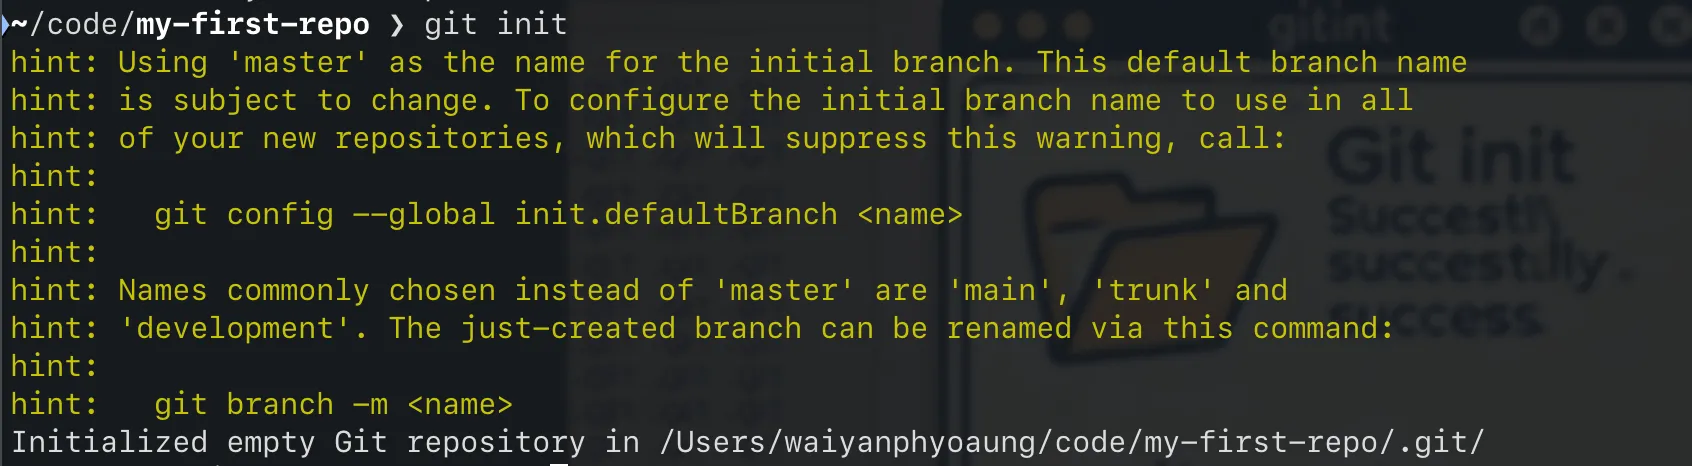 ~/code/my-first-repo ❯ git init
hint: Using 'master' as the name for the initial branch. This default branch name
hint: is subject to change. To configure the initial branch name to use in all
hint: of your new repositories, which will suppress this warning, call:
hint:
hint:   git config --global init.defaultBranch <name>
hint:
hint: Names commonly chosen instead of 'master' are 'main', 'trunk' and
hint: 'development'. The just-created branch can be renamed via this command:
hint:
hint:   git branch -m <name>
Initialized empty Git repository in /Users/waiyanphyoaung/code/my-first-repo/.git/
gitint
Git init
success